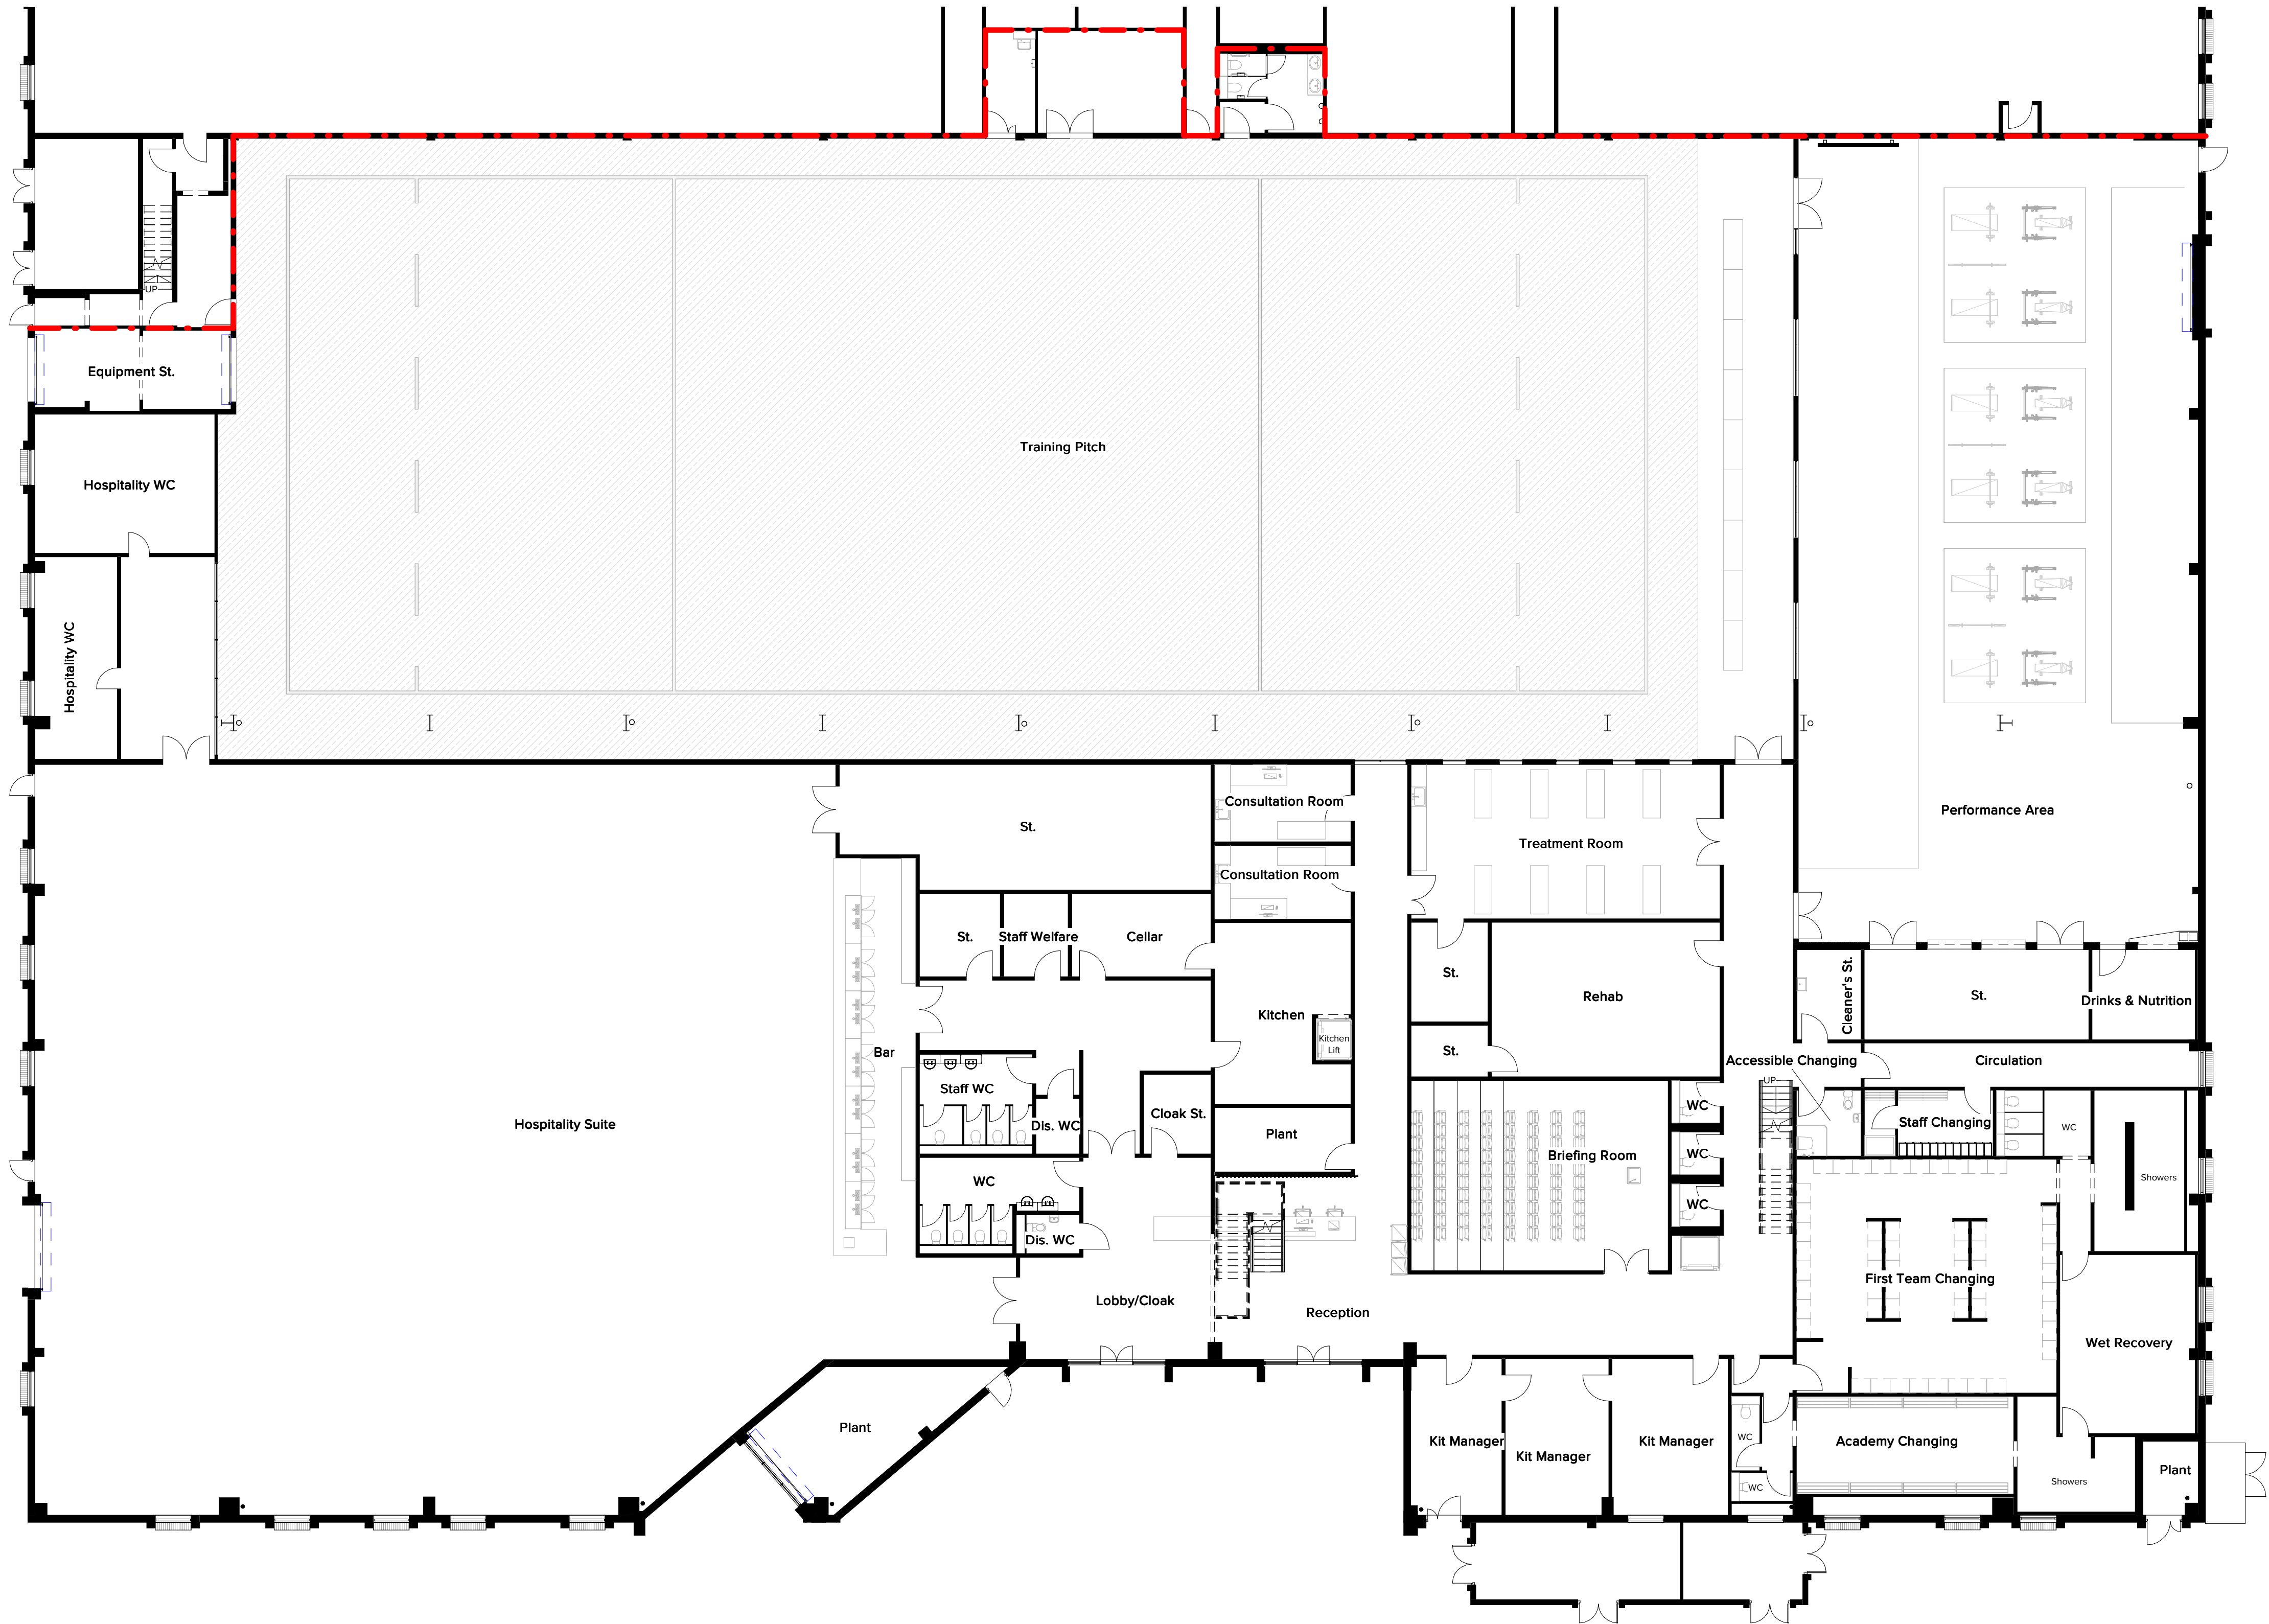 UP
Equipment St.
Training Pitch
Hospitality WC
Hospitality WC
Consultation Room
Performance Area
St.
Treatment Room
Consultation Room
St.
Staff Welfare
Cellar
St.
Rehab
Cleaner's St.
St.
Drinks & Nutrition
Kitchen
Kitchen
Lift
Bar
St.
Accessible Changing
Circulation
UP
Staff WC
Cloak St.
WC
Hospitality Suite
Dis. WC
Plant
Staff Changing
WC
Briefing Room
WC
WC
Showers
WC
Dis. WC
First Team Changing
Lobby/Cloak
Reception
Wet Recovery
Plant
Kit Manager
Kit Manager
Kit Manager
WC
Academy Changing
Plant
Showers
WC